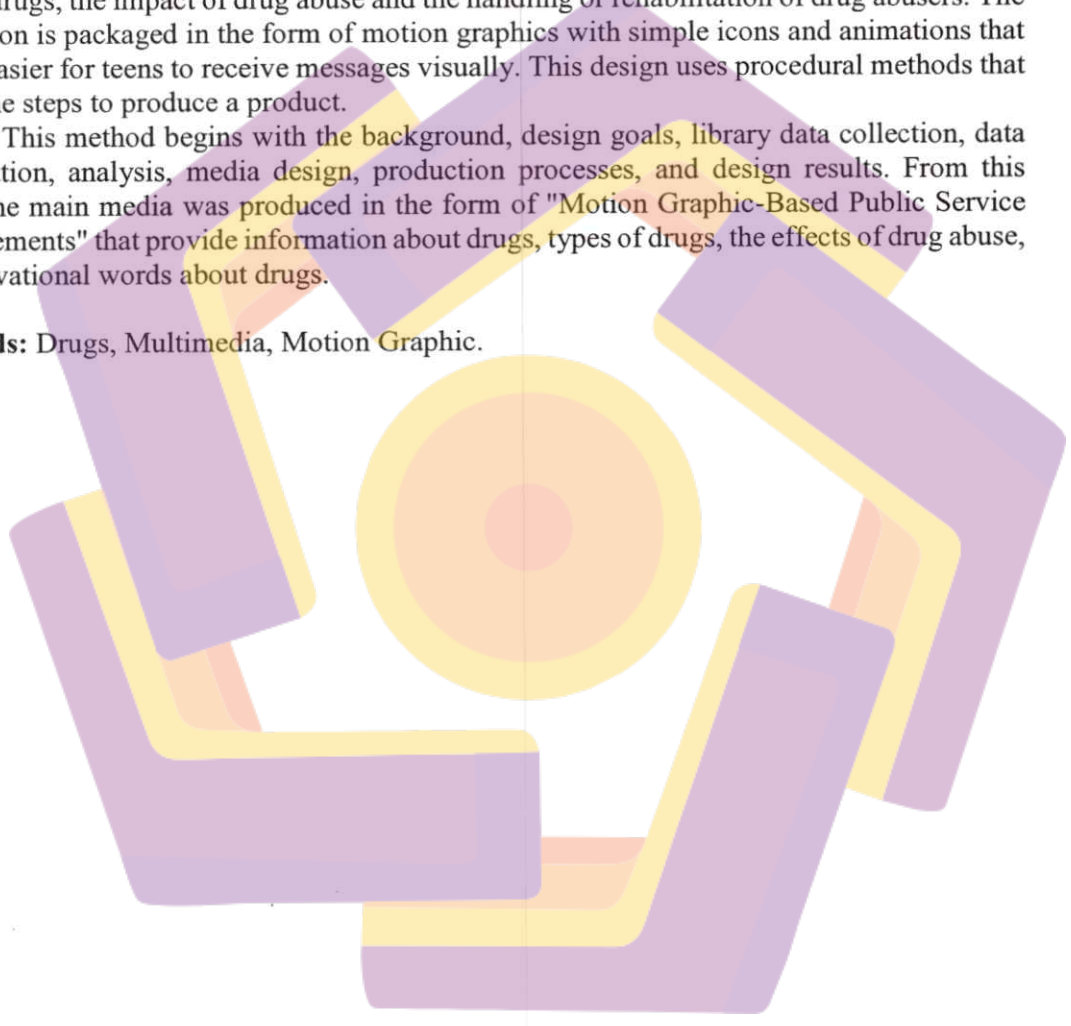 rugs, the impact of drug abuse and the handling or rehabilitation of drug abusers. The
on is packaged in the form of motion graphics with simple icons and animations that
asier for teens to receive messages visually. This design uses procedural methods that
e steps to produce a product.
This method begins with the background, design goals, library data collection, data
tion, analysis, media design, production processes, and design results. From this
ne main media was produced in the form of "Motion Graphic-Based Public Service
ements" that provide information about drugs, types of drugs, the effects of drug abuse,
vational words about drugs.
ls: Drugs, Multimedia, Motion Graphic.